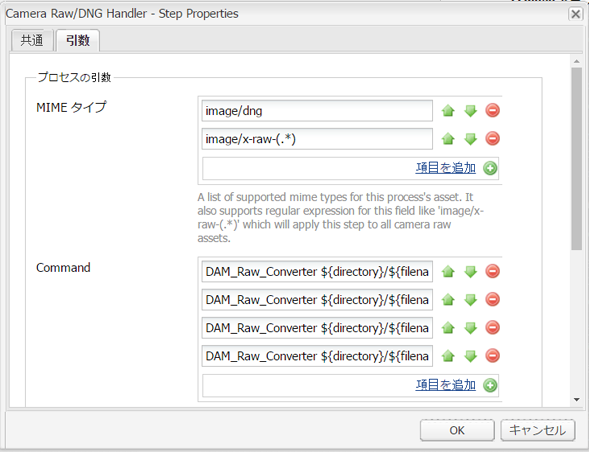 Camera Raw/DNG Handler - Step Properties
共通 引数
プロセスの引数
MIME タイプ
image/dng
image/x-raw-(.*)
項目を追加
A list of supported mime types for this process's asset. It
also supports regular expression for this field like 'image/x-
raw-(.*)' which will apply this step to all camera raw
assets.
Command
DAM_Raw_Converter ${directory}/${filena
DAM_Raw_Converter ${directory}/${filena
DAM_Raw_Converter ${directory}/${filena
DAM_Raw_Converter ${directory}/${filena
項目を追加
OK キャンセル